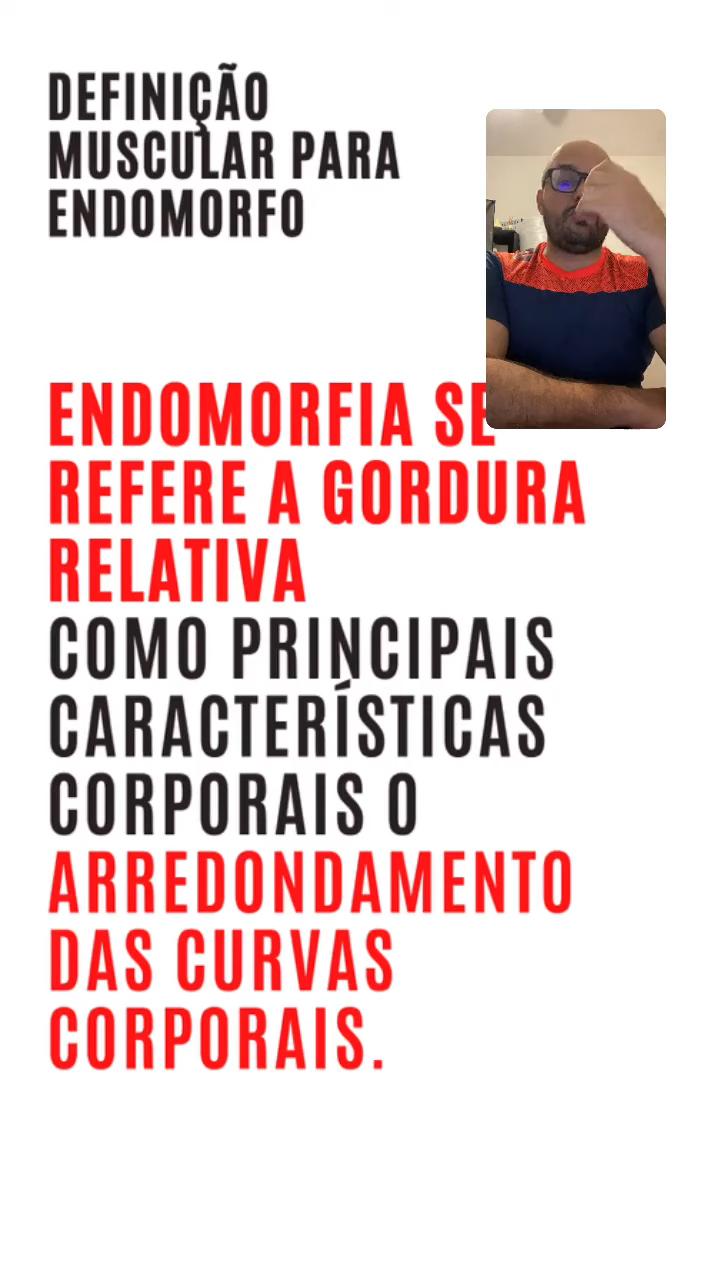 DEFINIÇÃO
MUSCULAR PARA
ENDOMORFO
ENDOMORFIA SE
REFERE A GORDURA
RELATIVA
COMO PRINCIPAIS
CARACTERÍSTICAS
CORPORAIS O
ARREDONDAMENTO
DAS CURVAS
CORPORAIS.